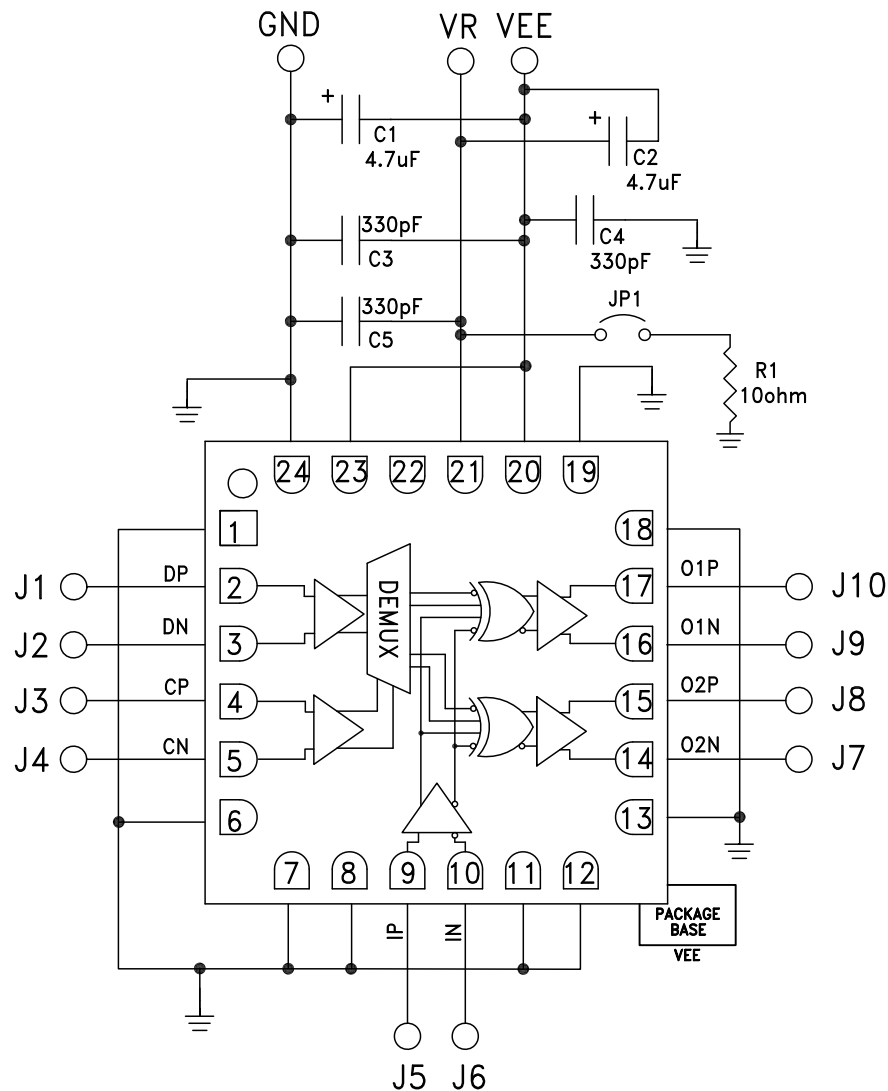 GND VR VEE
+
C1
4.7uF
+
C2
4.7uF
330pF
C3
C4
330pF
330pF
C5
JP1
R1
10ohm
24 23 22 21 20 19
1 18
J1 DP 2 17 O1P J10
J2 DN 3 16 O1N J9
J3 CP 4 15 O2P J8
J4 CN 5 14 O2N J7
6 13
DEMUX
7 8 9 10 11 12
IP IN
PACKAGE
BASE
VEE
J5 J6